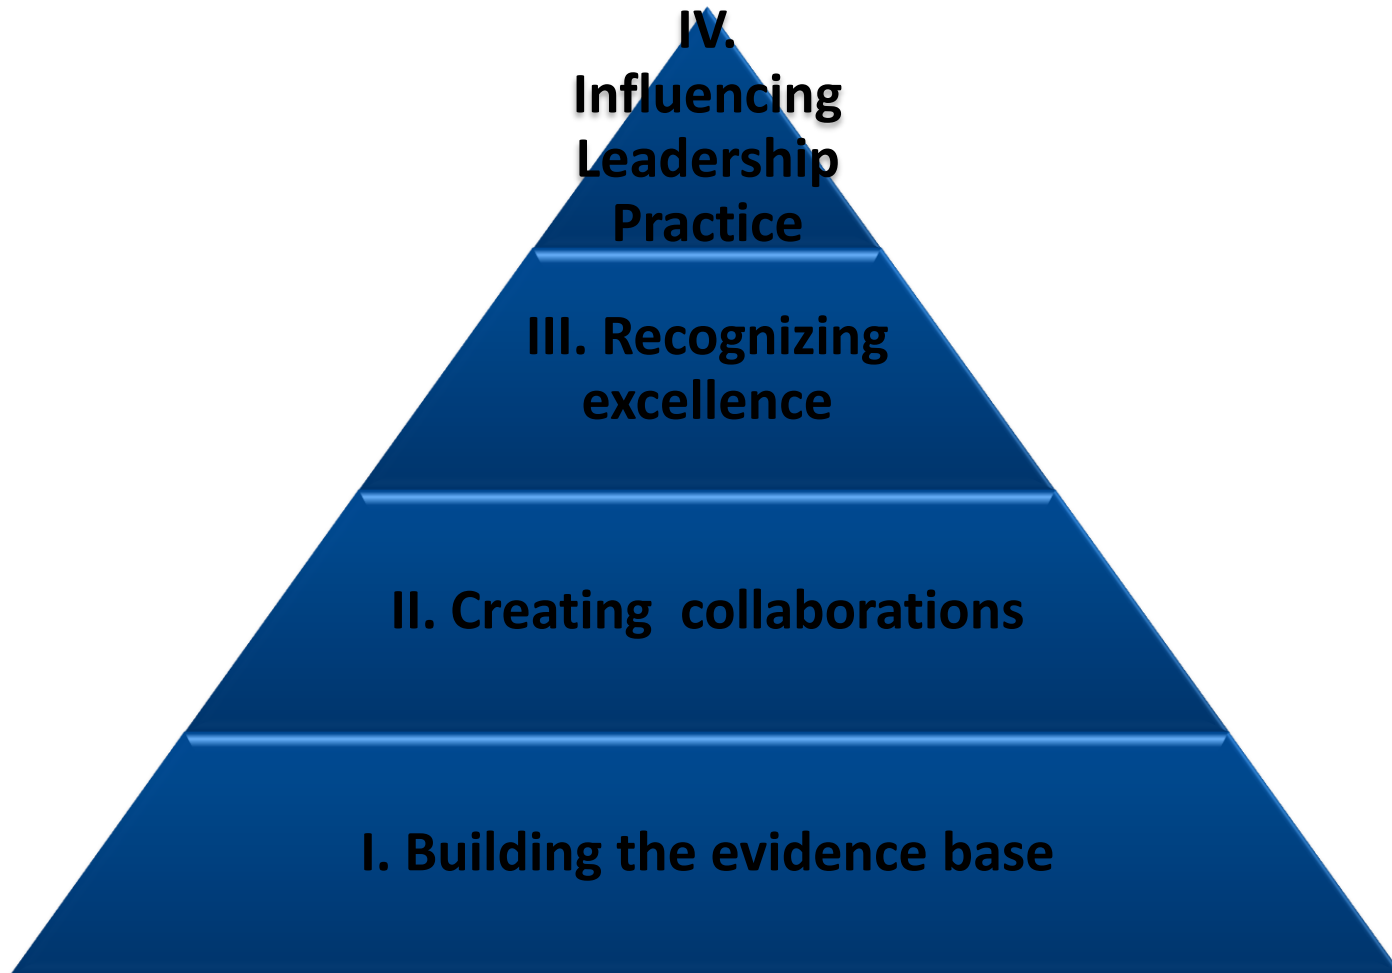 IV.
Influencing
Leadership
Practice
III. Recognizing
excellence
II. Creating  collaborations
I. Building the evidence base